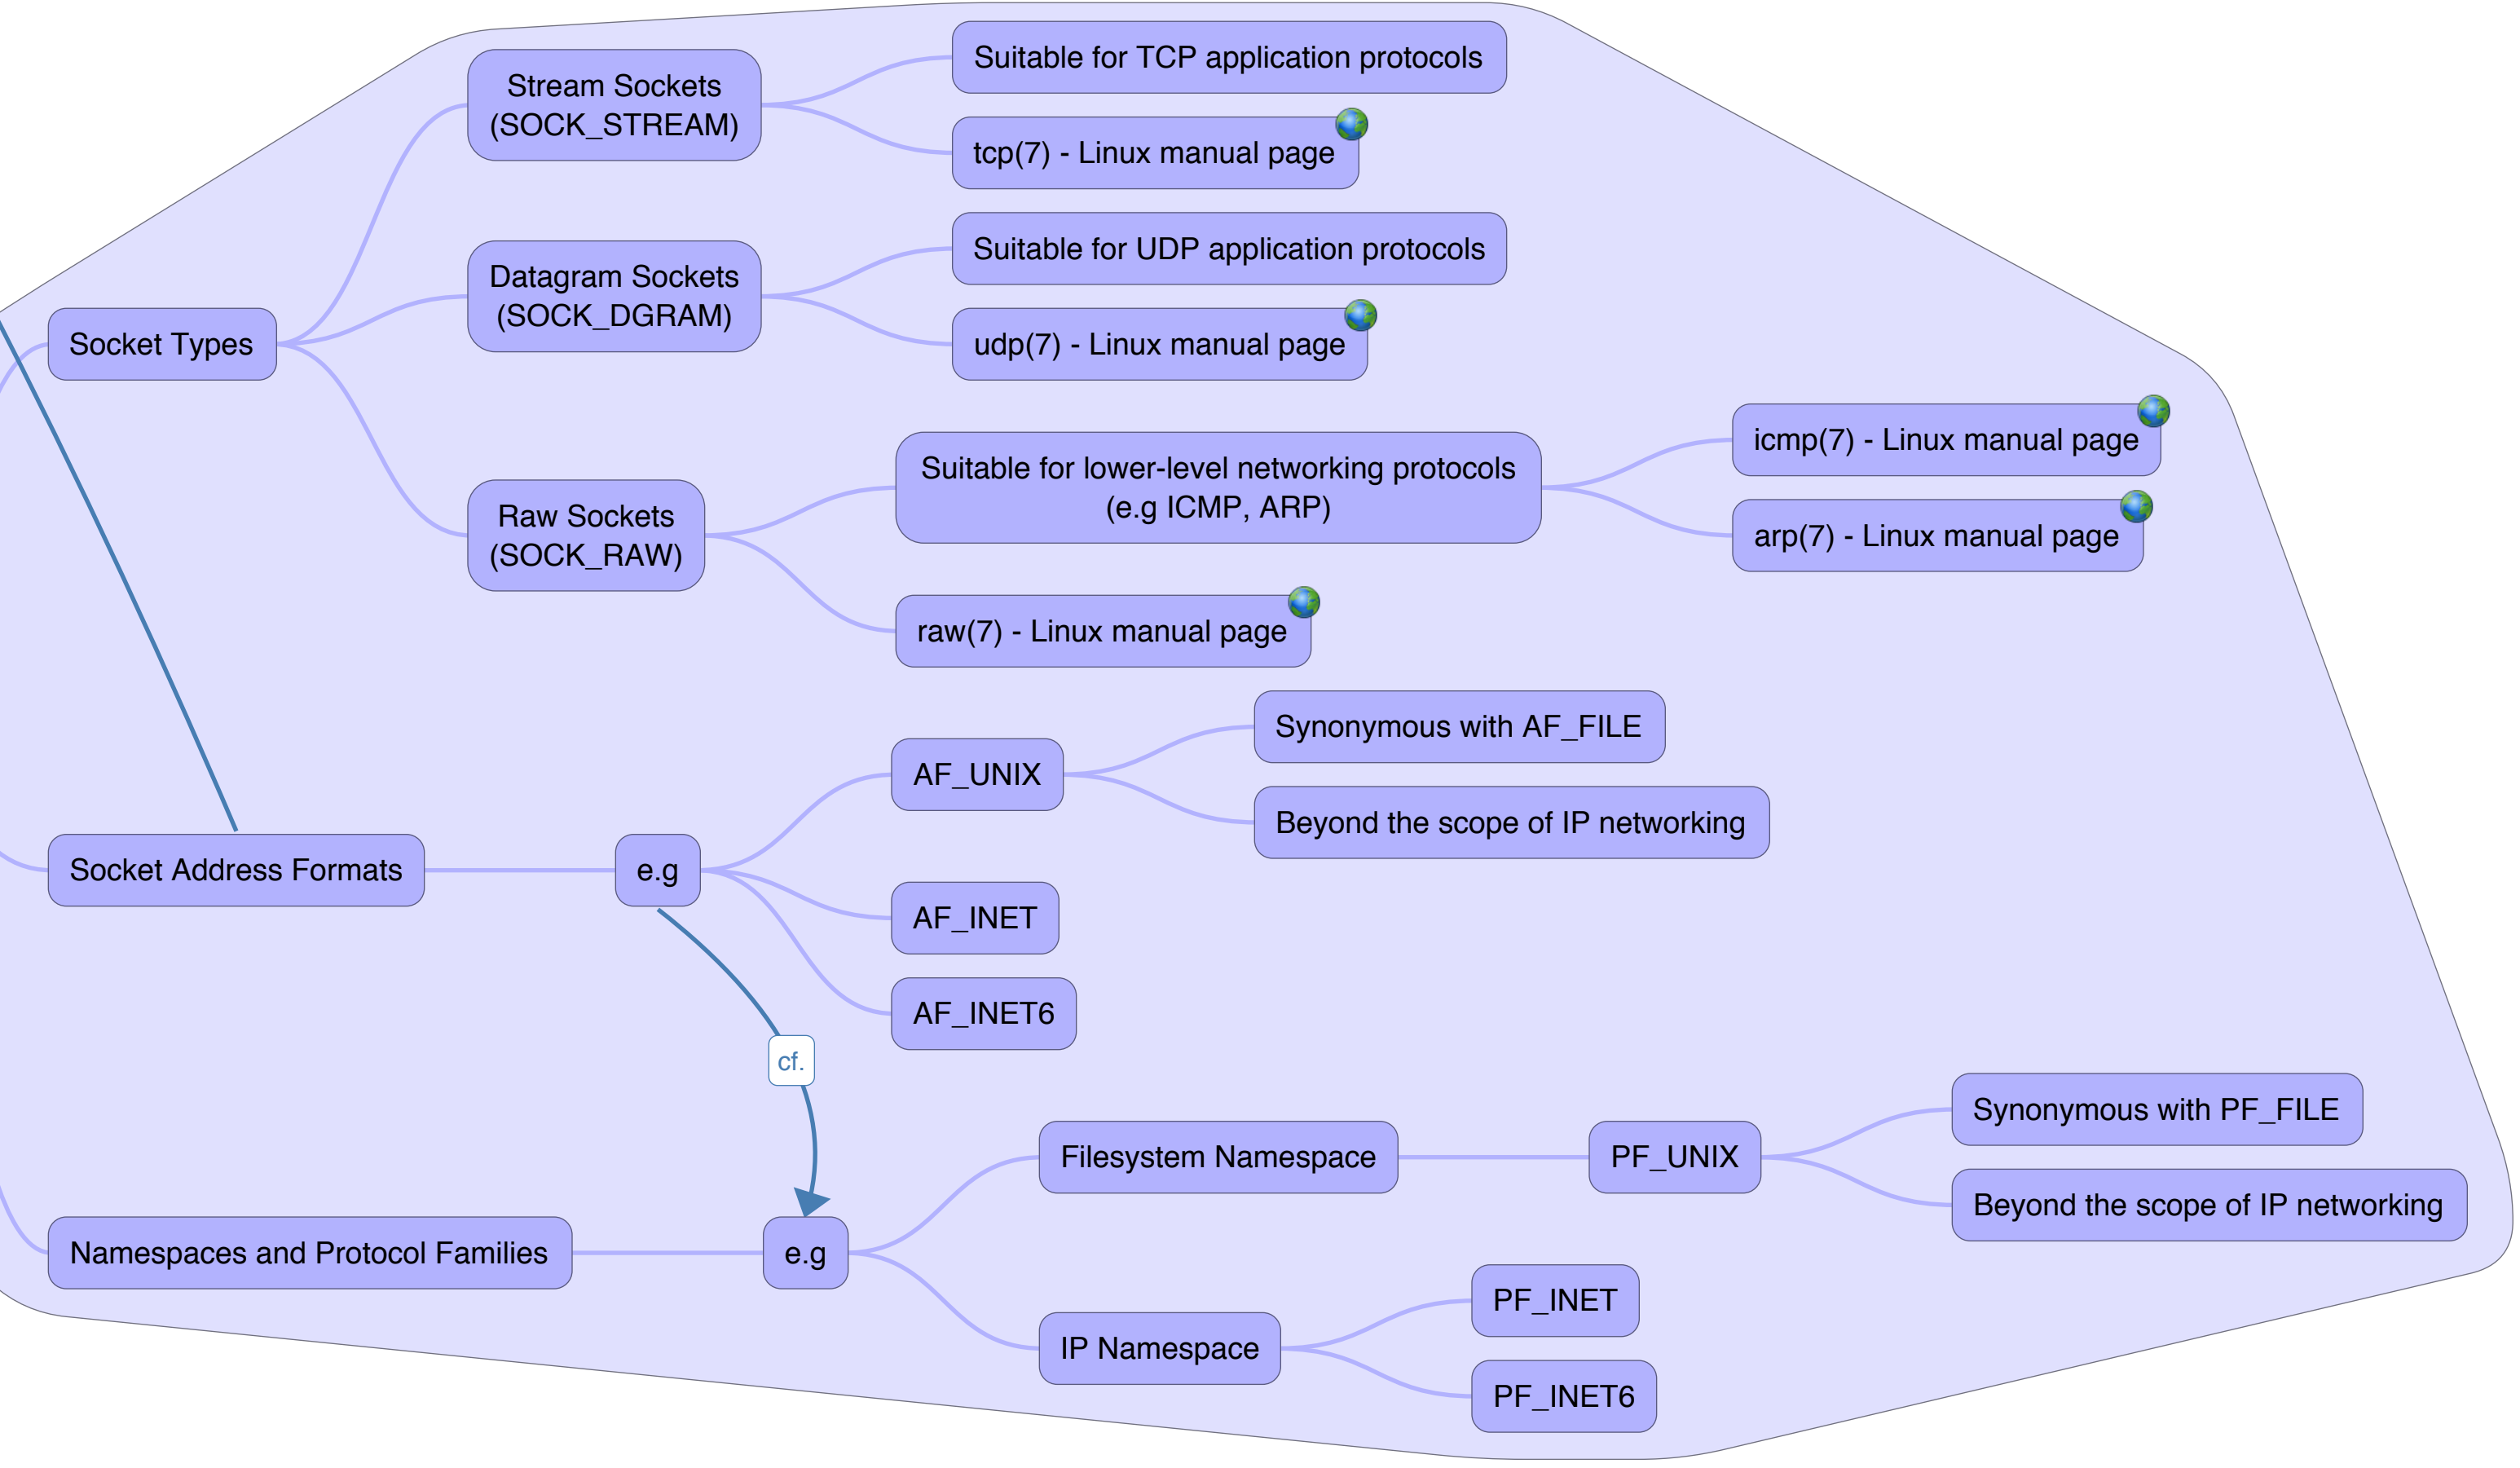 Stream Sockets
(SOCK_STREAM)
Suitable for TCP application protocols
tcp(7) - Linux manual page
Datagram Sockets
(SOCK_DGRAM)
Suitable for UDP application protocols
udp(7) - Linux manual page
Socket Types
Raw Sockets
(SOCK_RAW)
Suitable for lower-level networking protocols
(e.g ICMP, ARP)
icmp(7) - Linux manual page
arp(7) - Linux manual page
raw(7) - Linux manual page
Socket Address Formats
e.g
AF_UNIX
Synonymous with AF_FILE
Beyond the scope of IP networking
AF_INET
AF_INET6
cf.
Namespaces and Protocol Families
e.g
Filesystem Namespace
PF_UNIX
Synonymous with PF_FILE
Beyond the scope of IP networking
IP Namespace
PF_INET
PF_INET6